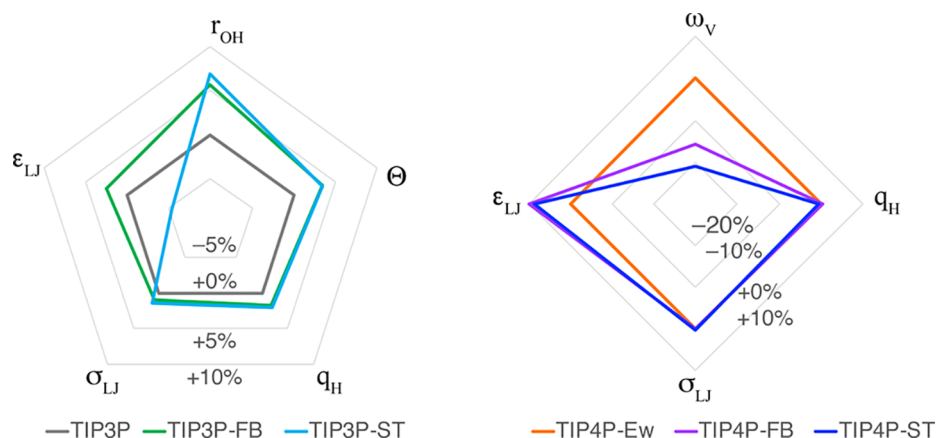 r_OH
ε_LJ
Θ
σ_LJ
q_H
−5%
+0%
+5%
+10%
TIP3P
TIP3P-FB
TIP3P-ST
ω_V
ε_LJ
q_H
σ_LJ
−20%
−10%
+0%
+10%
TIP4P-Ew
TIP4P-FB
TIP4P-ST